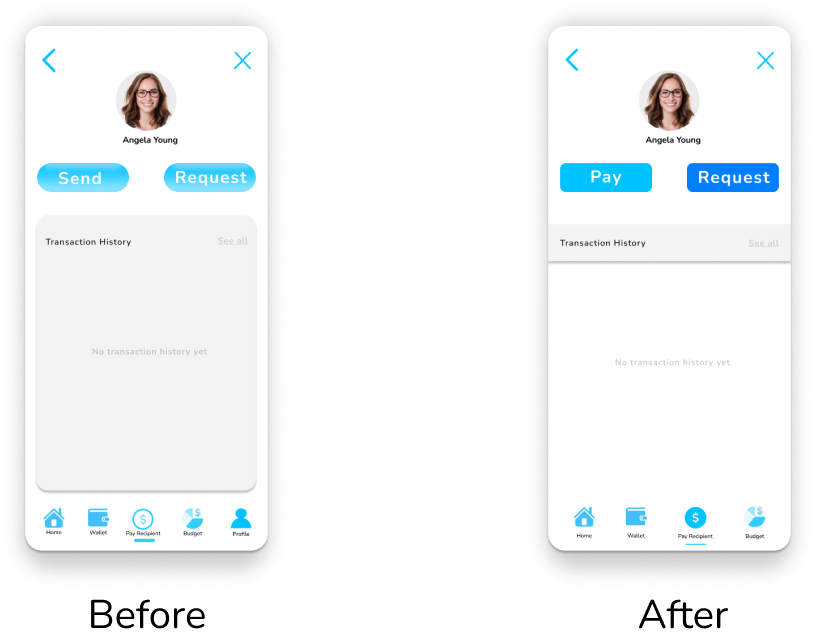 Angela Young
Send Request
Transaction History See all
No transaction history yet
$ $
Home Wallet Pay Recipient Budget Profile
Before
Angela Young
Pay Request
Transaction History See all
No transaction history yet
$ $
Home Wallet Pay Recipient Budget
After